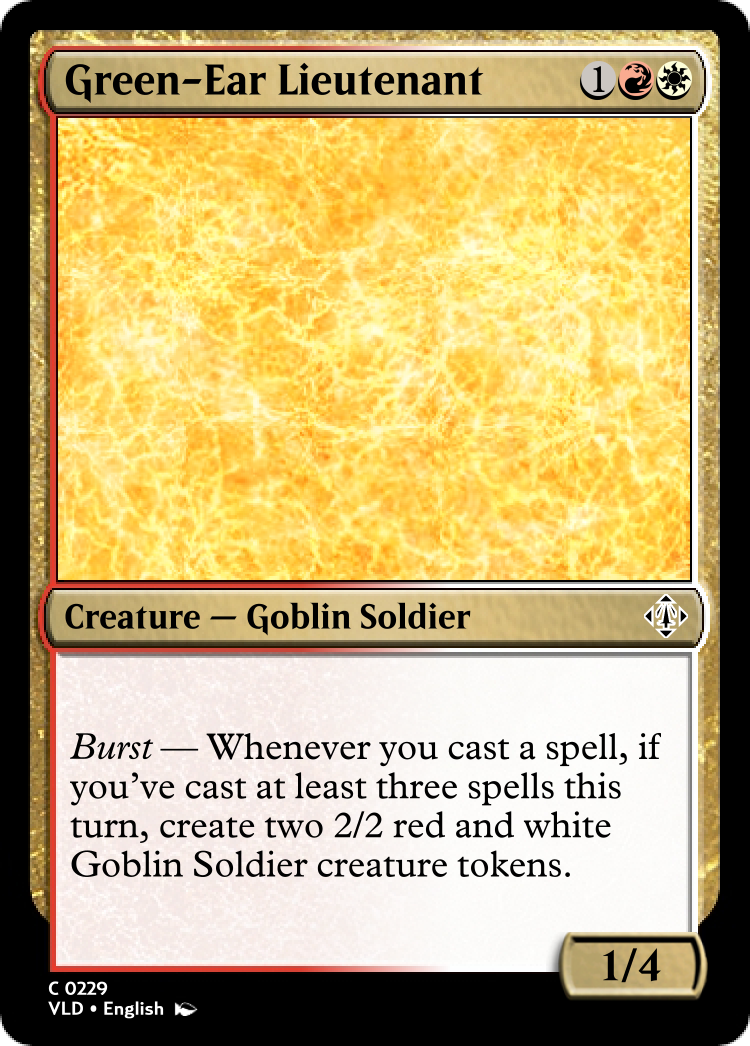 Green-Ear Lieutenant 1
Creature — Goblin Soldier
Burst — Whenever you cast a spell, if
you've cast at least three spells this
turn, create two 2/2 red and white
Goblin Soldier creature tokens.
1/4
C 0229
VLD • English